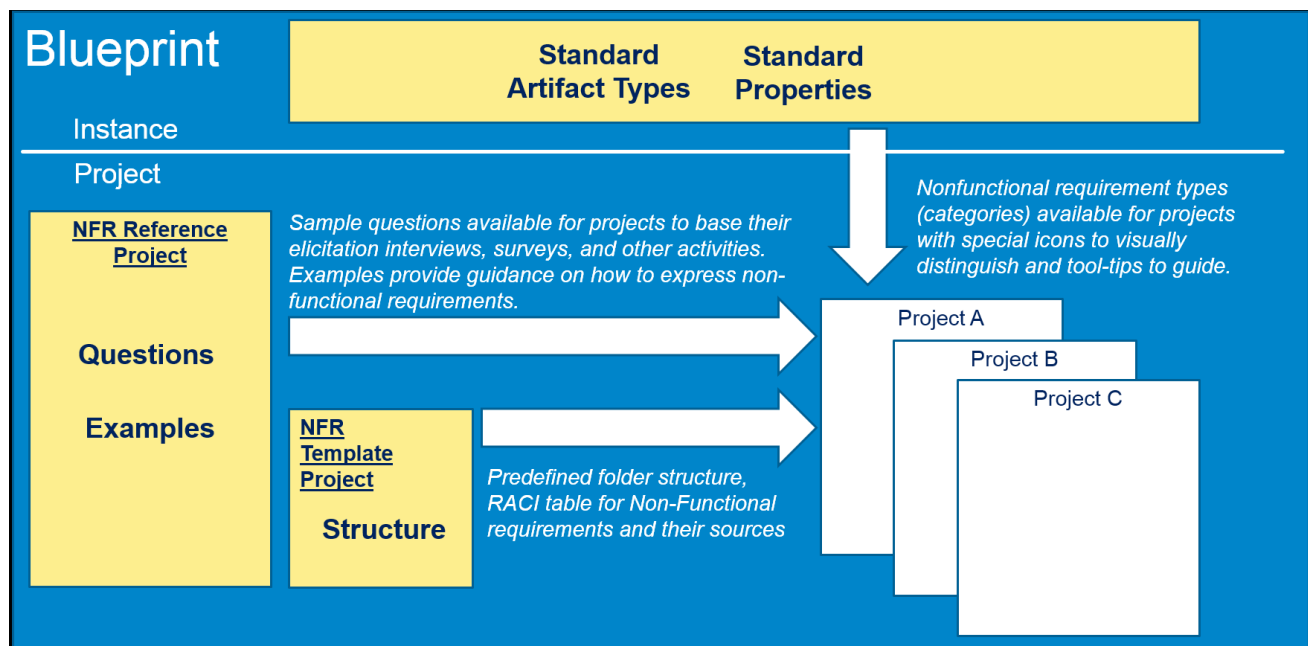 Blueprint
Standard
Artifact Types
Standard
Properties
Instance
Project
NFR Reference
Project
Questions
Examples
Sample questions available for projects to base their
elicitation interviews, surveys, and other activities.
Examples provide guidance on how to express non-
functional requirements.
Nonfunctional requirement types
(categories) available for projects
with special icons to visually
distinguish and tool-tips to guide.
NFR
Template
Project
Structure
Predefined folder structure,
RACI table for Non-Functional
requirements and their sources
Project A
Project B
Project C